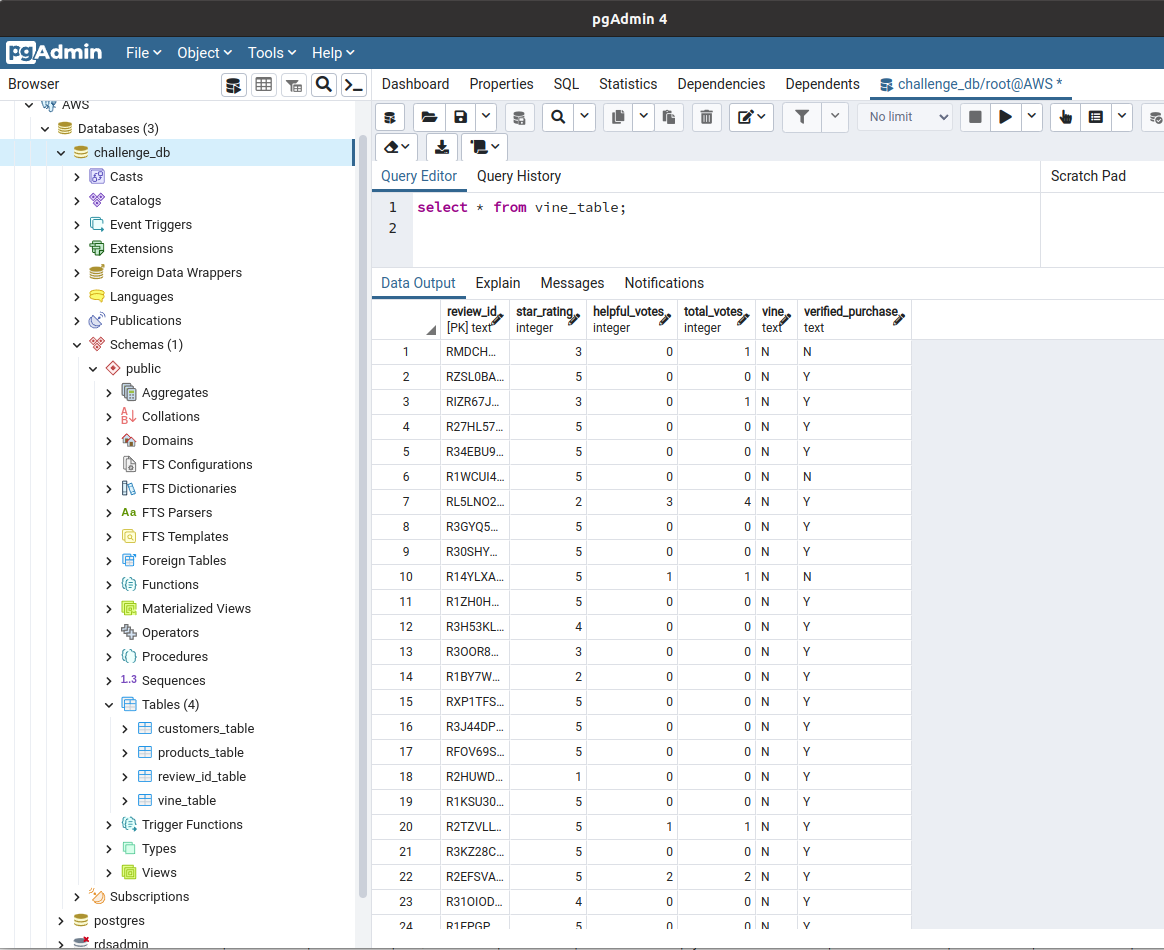 pgAdmin 4
pgAdmin File Object Tools Help
Browser
Dashboard Properties SQL Statistics Dependencies Dependents challenge_db/root@AWS *
AWS
Databases (3)
challenge_db
Casts
Catalogs
Event Triggers
Extensions
Foreign Data Wrappers
Languages
Publications
Schemas (1)
public
Aggregates
Collations
Domains
FTS Configurations
FTS Dictionaries
Aa FTS Parsers
FTS Templates
Foreign Tables
Functions
Materialized Views
Operators
Procedures
1..3 Sequences
Tables (4)
customers_table
products_table
review_id_table
vine_table
Trigger Functions
Types
Views
Subscriptions
postgres
rdsadmin
No limit
Query Editor Query History
Scratch Pad
1 select * from vine_table;
2
Data Output Explain Messages Notifications
review_id star_rating helpful_votes total_votes vine verified_purchase
[PK] text integer integer integer text text
1 RMDCH... 3 0 1 N N
2 RZSL0BA... 5 0 0 N Y
3 RIZR67J... 3 0 1 N Y
4 R27HL57... 5 0 0 N Y
5 R34EBU9... 5 0 0 N Y
6 R1WCUI4... 5 0 0 N N
7 RL5LNO2... 2 3 4 N Y
8 R3GYQ5... 5 0 0 N Y
9 R30SHY... 5 0 0 N Y
10 R14YLXA... 5 1 1 N N
11 R1ZH0H... 5 0 0 N Y
12 R3H53KL... 4 0 0 N Y
13 R3OOR8... 3 0 0 N Y
14 R1BY7W... 2 0 0 N Y
15 RXP1TFS... 5 0 0 N Y
16 R3J44DP... 5 0 0 N Y
17 RFOV69S... 5 0 0 N Y
18 R2HUWD... 1 0 0 N Y
19 R1KSU30... 5 0 0 N Y
20 R2TZVLL... 5 1 1 N Y
21 R3KZ28C... 5 0 0 N Y
22 R2EFSVA... 5 2 2 N Y
23 R31OIOD... 4 0 0 N Y
24 5 0 0 N Y